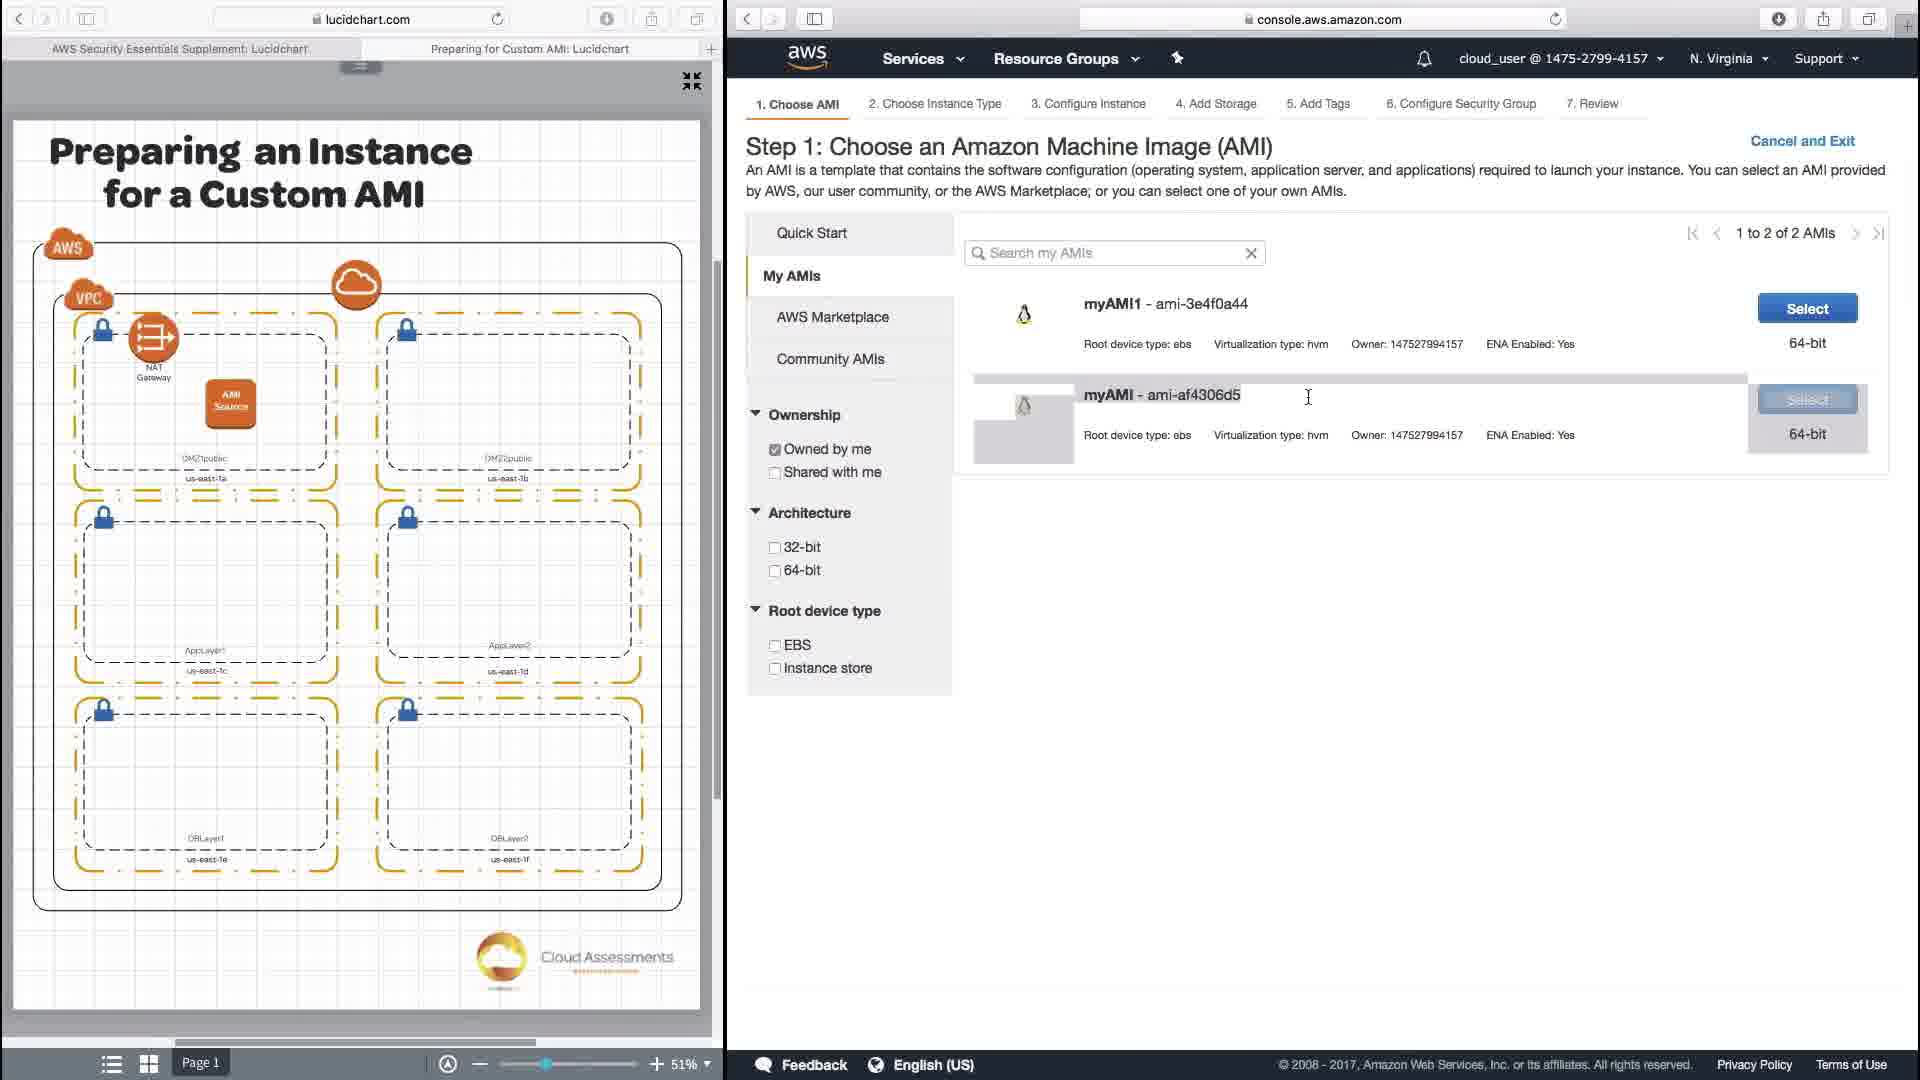 lucidchart.com
AWS Security Essentials Supplement: Lucidchart
Preparing for Custom AMI: Lucidchart
Preparing an Instance
for a Custom AMI
AWS
VPC
NAT
Gateway
AMI
Source
DMZ1public
us-east-1a
DMZ2public
us-east-1b
AppLayer1
us-east-1c
AppLayer2
us-east-1d
DBLayer1
us-east-1e
DBLayer2
us-east-1f
Cloud Assessments
Page 1
51%
console.aws.amazon.com
aws
Services
Resource Groups
cloud_user @ 1475-2799-4157
N. Virginia
Support
1. Choose AMI
2. Choose Instance Type
3. Configure Instance
4. Add Storage
5. Add Tags
6. Configure Security Group
7. Review
Step 1: Choose an Amazon Machine Image (AMI)
Cancel and Exit
An AMI is a template that contains the software configuration (operating system, application server, and applications) required to launch your instance. You can select an AMI provided
by AWS, our user community, or the AWS Marketplace; or you can select one of your own AMIs.
Quick Start
My AMIs
AWS Marketplace
Community AMIs
Ownership
Owned by me
Shared with me
Architecture
32-bit
64-bit
Root device type
EBS
Instance store
Search my AMIs
1 to 2 of 2 AMIs
myAMI1 - ami-3e4f0a44
Select
Root device type: ebs Virtualization type: hvm Owner: 147527994157 ENA Enabled: Yes
64-bit
myAMI - ami-af4306d5
Select
Root device type: ebs Virtualization type: hvm Owner: 147527994157 ENA Enabled: Yes
64-bit
Feedback
English (US)
© 2008 - 2017, Amazon Web Services, Inc. or its affiliates. All rights reserved.
Privacy Policy
Terms of Use